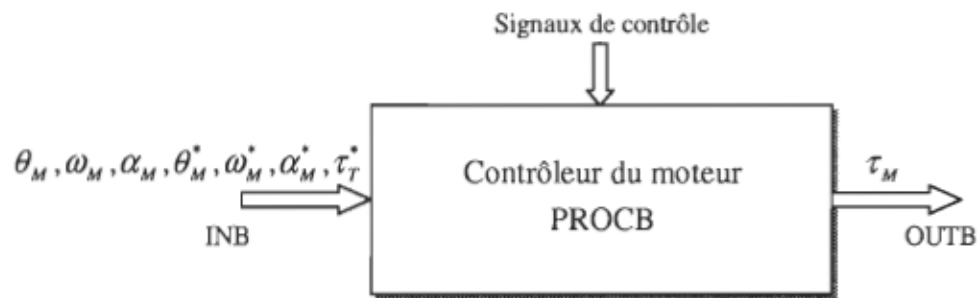 Signaux de contrôle
θ_M, ω_M, α_M, θ*_M, ω*_M, α*_M, τ*_T
Contrôleur du moteur
τ_M
PROCB
INB
OUTB